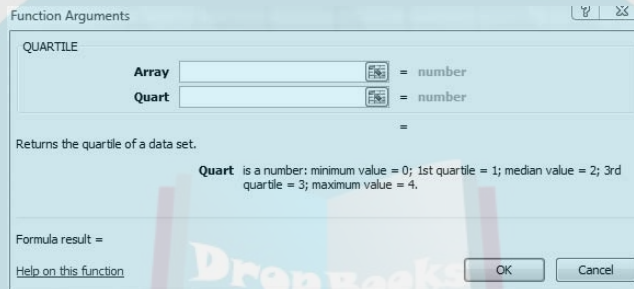 Function Arguments
QUARTILE
Array = number
Quart = number
=
Returns the quartile of a data set.
Quart is a number: minimum value = 0; 1st quartile = 1; median value = 2; 3rd
quartile = 3; maximum value = 4.
Formula result =
Help on this function
OK Cancel
DropBooks